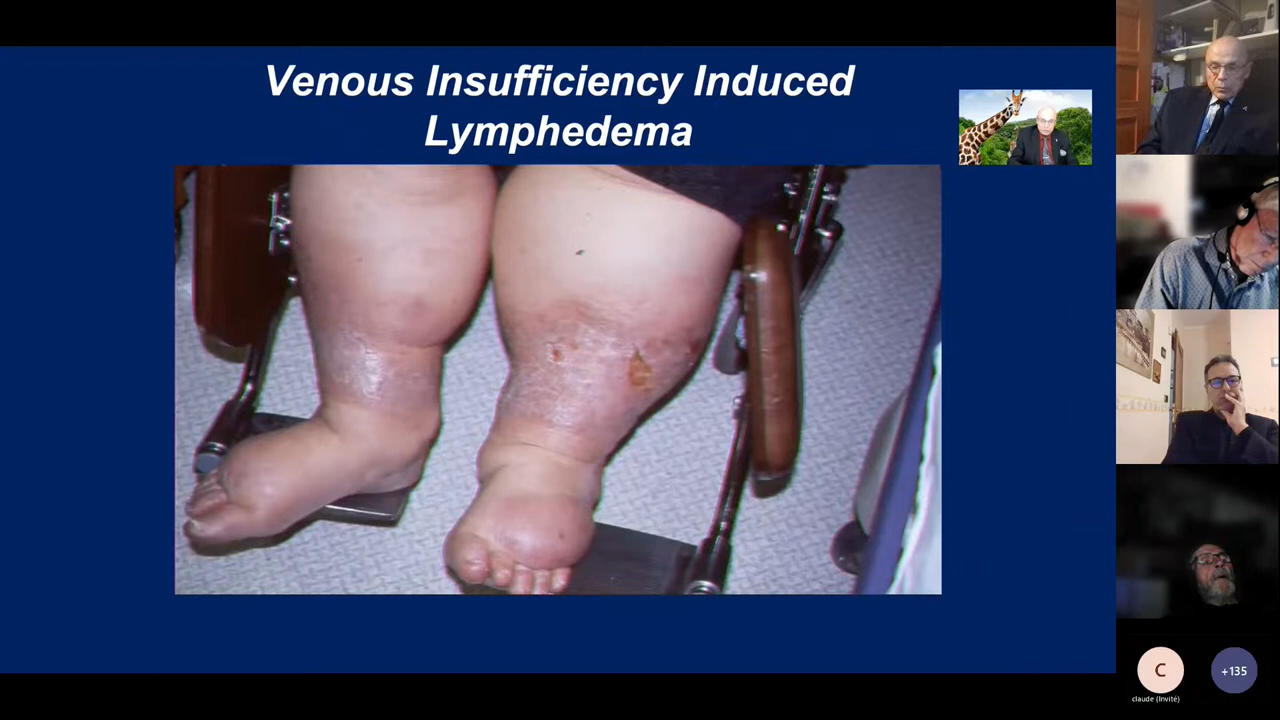 Venous Insufficiency Induced
Lymphedema
C
+135
claude (Invité)